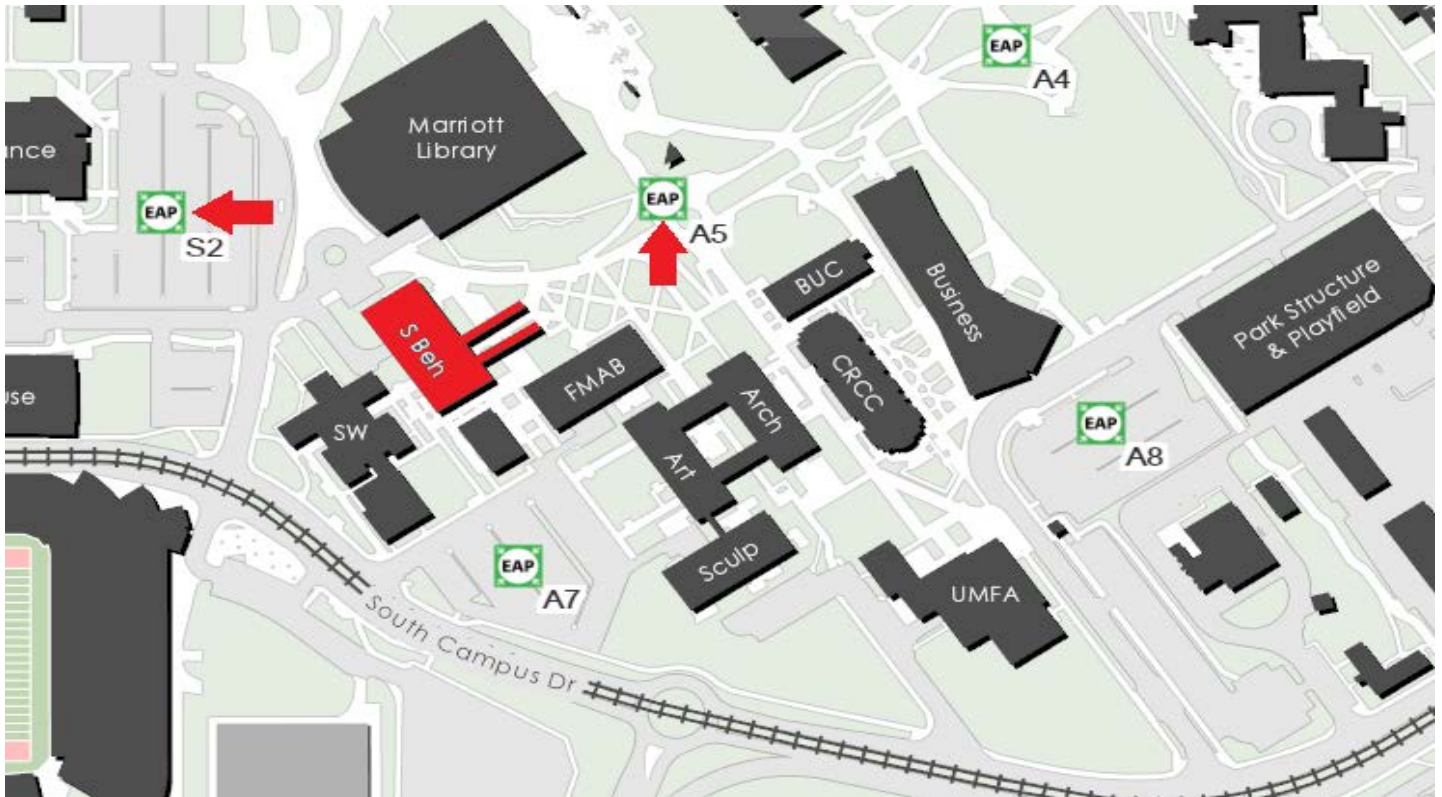 EAP
A4
Marriott
Library
ance
EAP
S2
EAP
A5
BUC
Business
Park Structure
& Playfield
S Beh
FMAB
CRCC
use
SW
Arch
Art
EAP
A8
Sculp
EAP
A7
UMFA
South Campus Dr